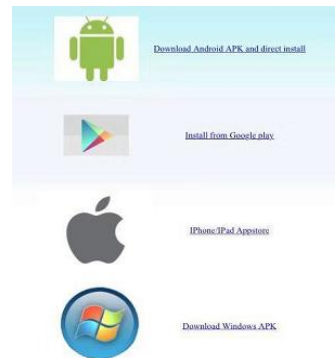 Download Android APK and direct install
Install from Google play
IPhone/IPad Appstore
Download Windows APK